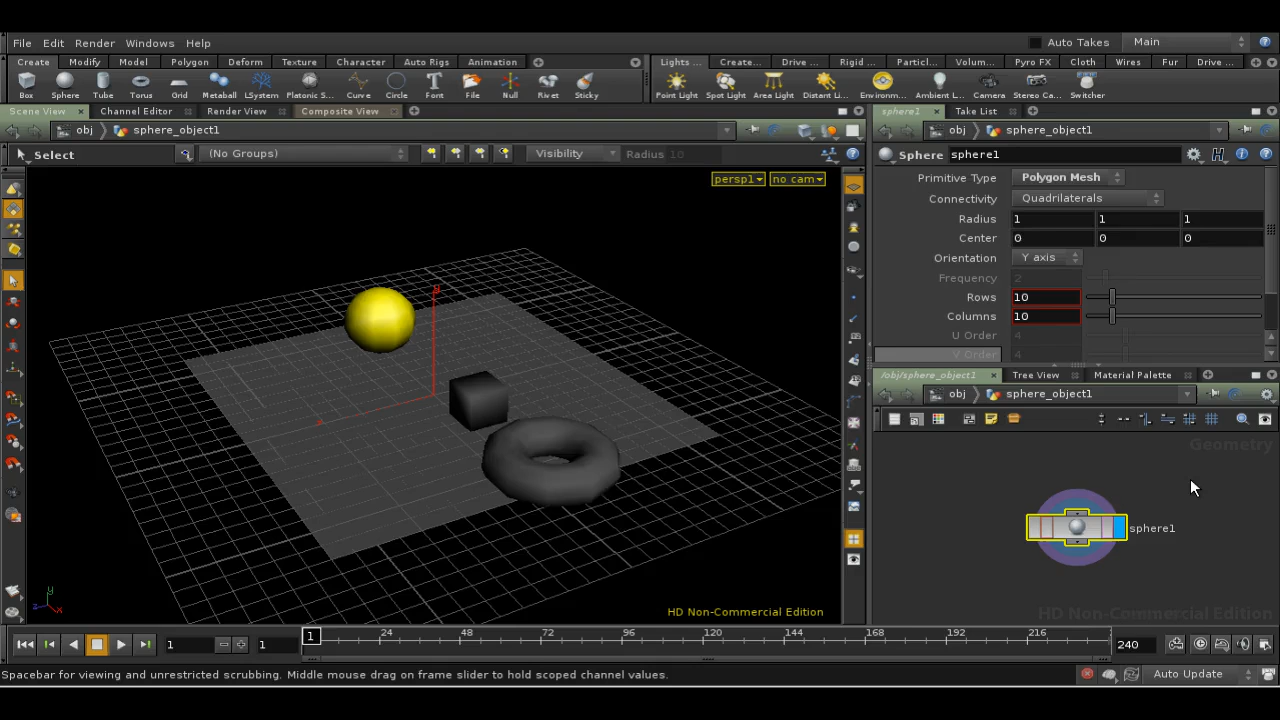 File Edit Render Windows Help Auto Takes Main
Create Modify Model Polygon Deform Texture Character Auto Rigs Animation Lights ... Create... Drive ... Rigid ... Particl... Volum... Pyro FX Cloth Wires Fur Drive ...
Box Sphere Tube Torus Grid Metaball LSystem Platonic S... Curve Circle Font File Null Rivet Sticky Point Light Spot Light Area Light Distant Li... Environm... Ambient L... Camera Stereo Ca... Switcher
Scene View Channel Editor Render View Composite View sphere1 Take List
obj sphere_object1 obj sphere_object1
Select (No Groups) Visibility Radius 10 Sphere sphere1
persp1 no cam
Primitive Type Polygon Mesh
Connectivity Quadrilaterals
Radius 1 1 1
Center 0 0 0
Orientation Y axis
Frequency 2
Rows 10
Columns 10
U Order 4
V Order 4
/obj/sphere_object1 Tree View Material Palette
obj sphere_object1
Geometry
sphere1
y
x
y
z
x
HD Non-Commercial Edition HD Non-Commercial Edition
1 1 1 24 48 72 96 120 144 168 192 216 240
Spacebar for viewing and unrestricted scrubbing. Middle mouse drag on frame slider to hold scoped channel values. Auto Update